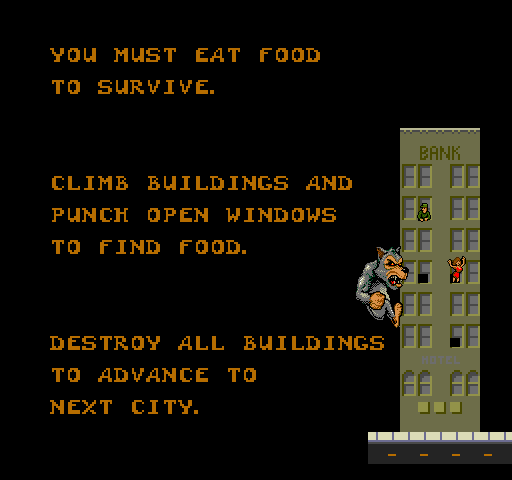 YOU MUST EAT FOOD
TO SURVIVE.
BANK
CLIMB BUILDINGS AND
PUNCH OPEN WINDOWS
TO FIND FOOD.
DESTROY ALL BUILDINGS
HOTEL
TO ADVANCE TO
NEXT CITY.